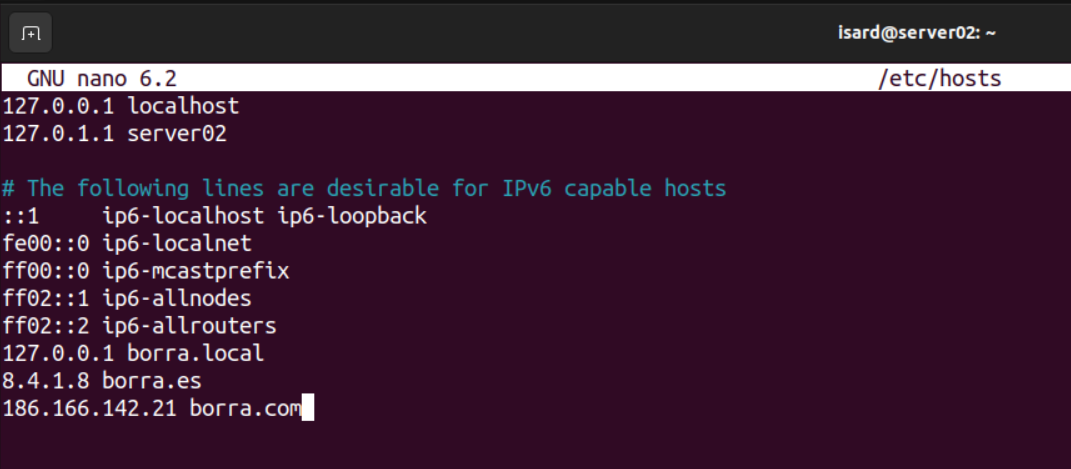 isard@server02: ~
GNU nano 6.2 /etc/hosts
127.0.0.1 localhost
127.0.1.1 server02
# The following lines are desirable for IPv6 capable hosts
::1     ip6-localhost ip6-loopback
fe00::0 ip6-localnet
ff00::0 ip6-mcastprefix
ff02::1 ip6-allnodes
ff02::2 ip6-allrouters
127.0.0.1 borra.local
8.4.1.8 borra.es
186.166.142.21 borra.com